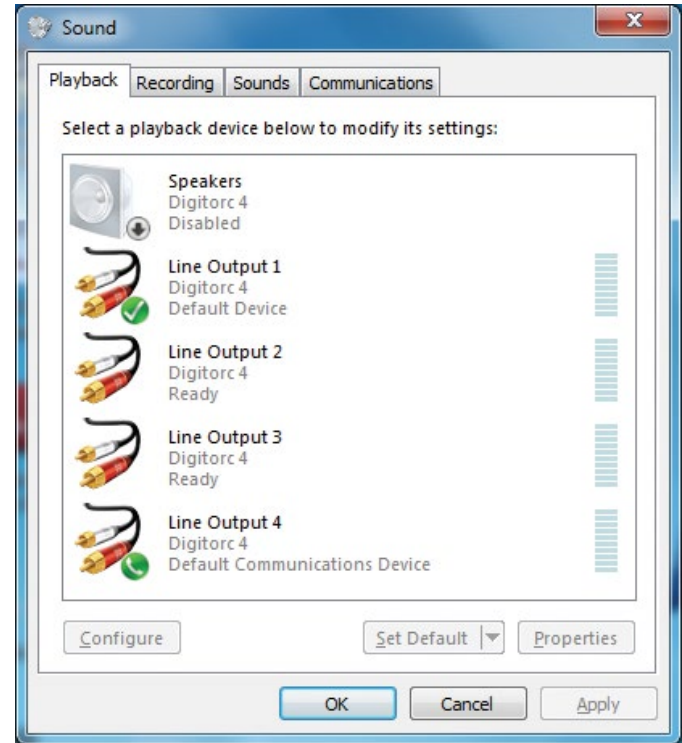 Sound
Playback Recording Sounds Communications
Select a playback device below to modify its settings:
Speakers
Digitorc 4
Disabled
Line Output 1
Digitorc 4
Default Device
Line Output 2
Digitorc 4
Ready
Line Output 3
Digitorc 4
Ready
Line Output 4
Digitorc 4
Default Communications Device
Configure Set Default Properties
OK Cancel Apply